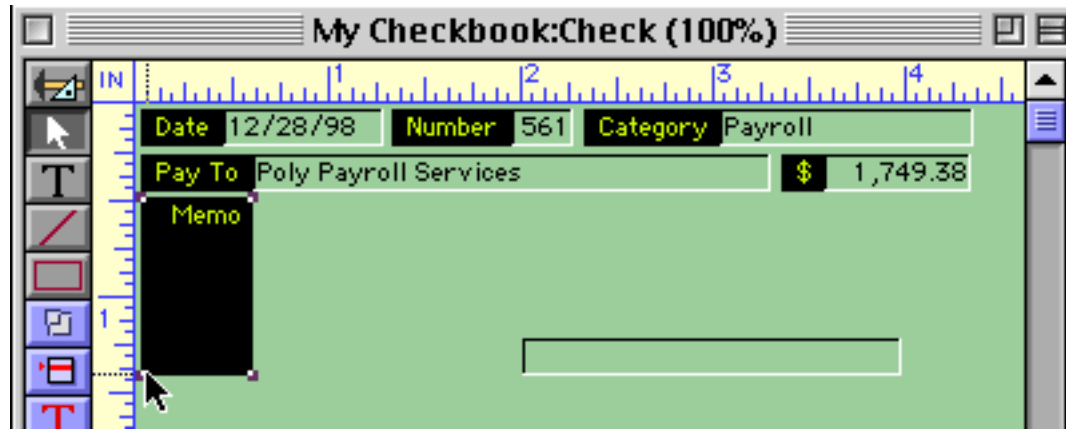 My Checkbook:Check (100%)
IN 1 2 3 4
Date 12/28/98 Number 561 Category Payroll
T Pay To Poly Payroll Services $ 1,749.38
Memo
1
T